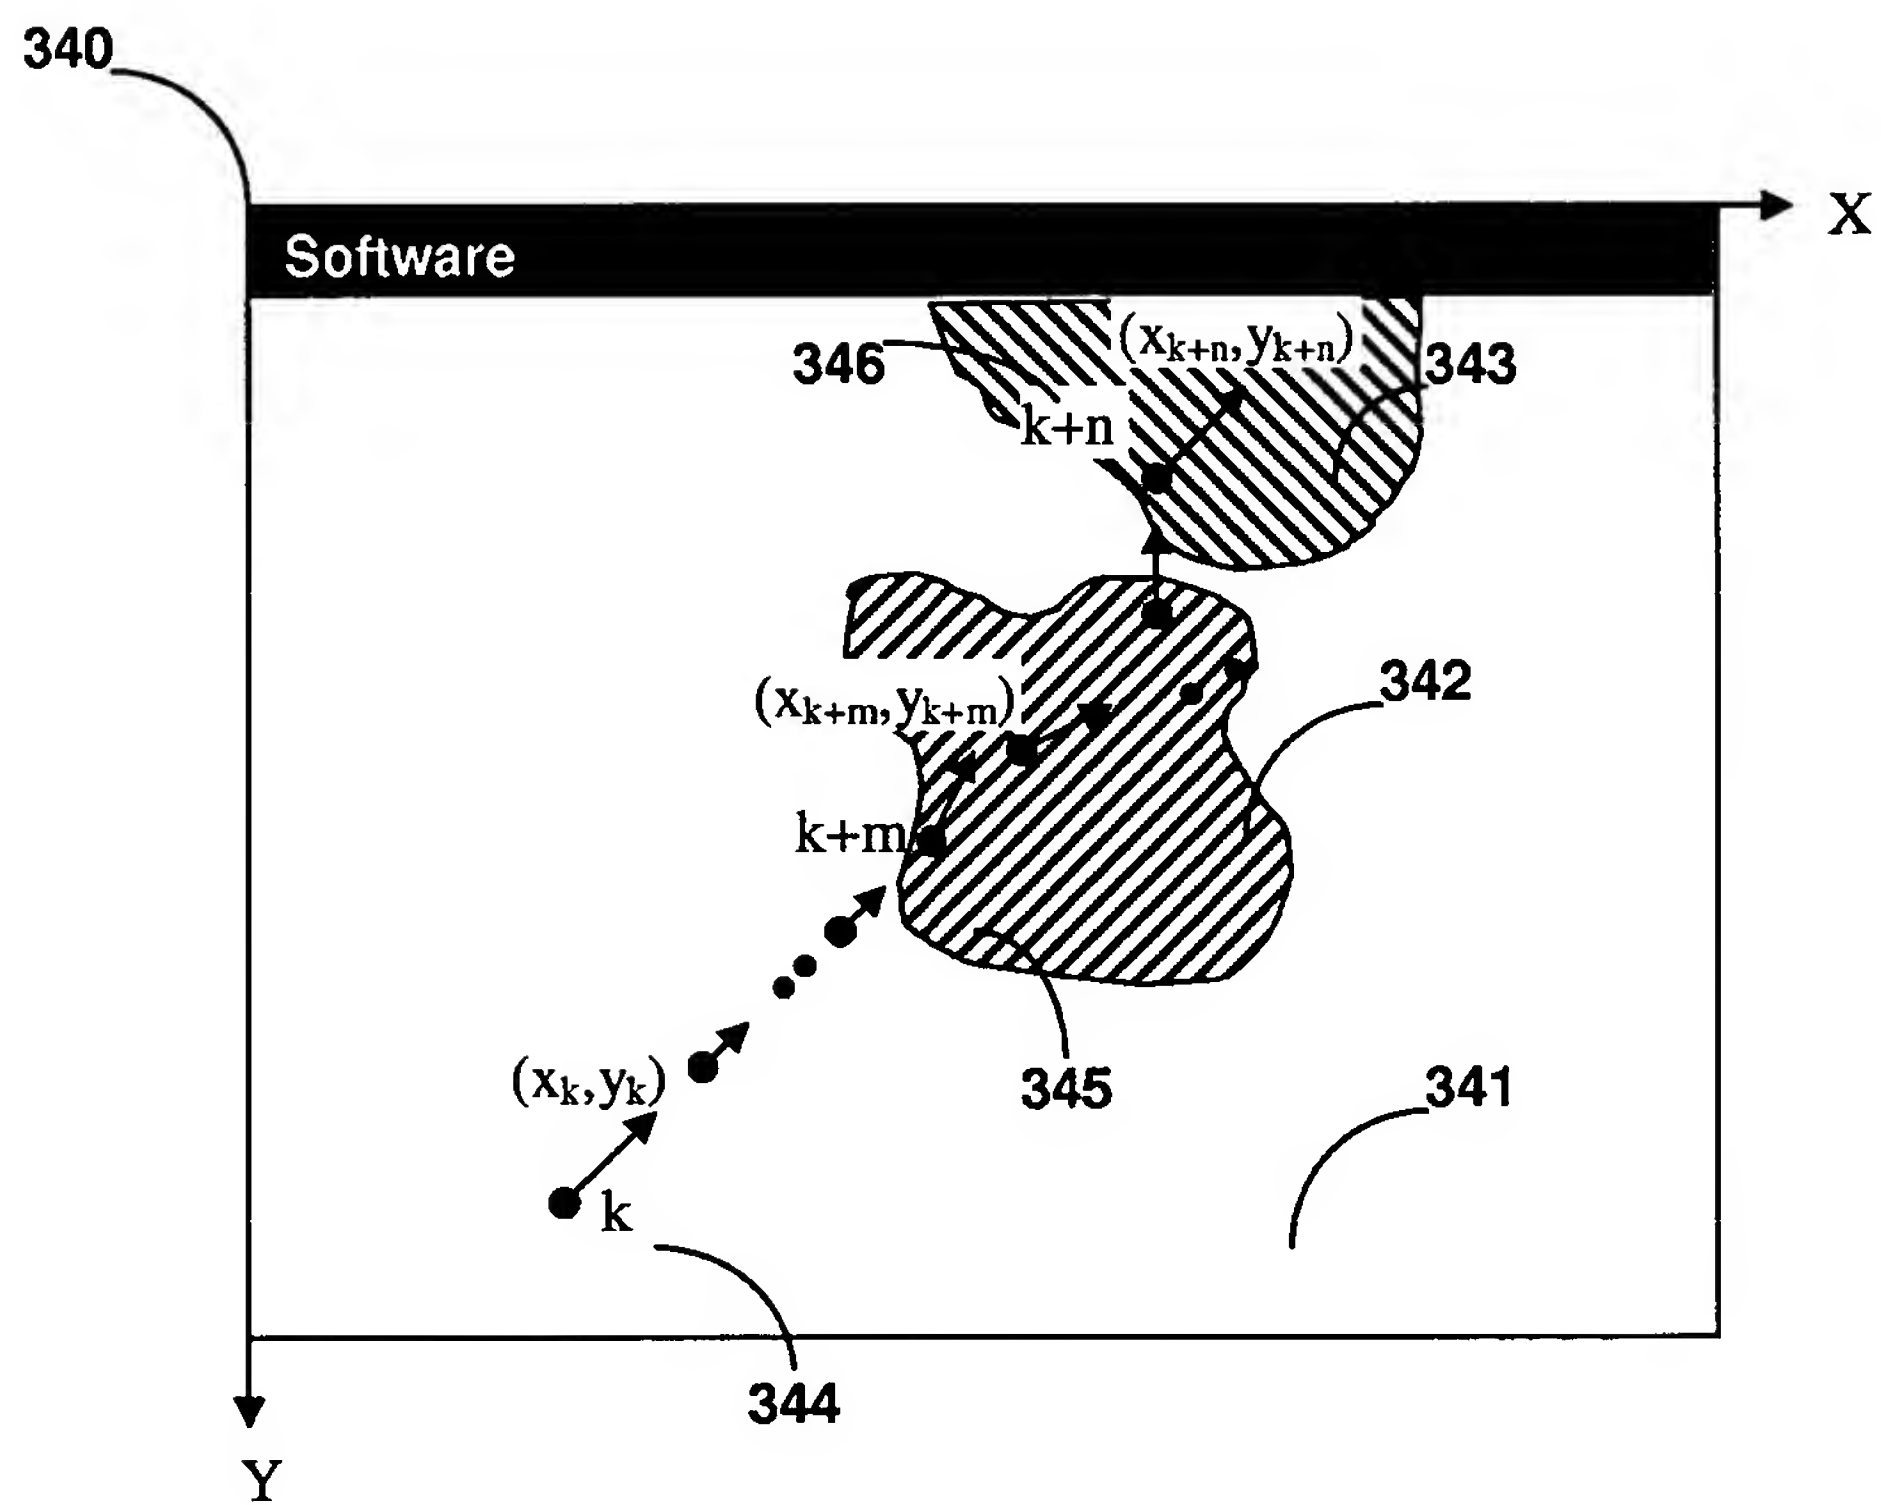 340
X
Software
(xk+n, yk+n)
346
343
k+n
342
(xk+m, yk+m)
k+m
(xk, yk)
345
341
k
344
Y